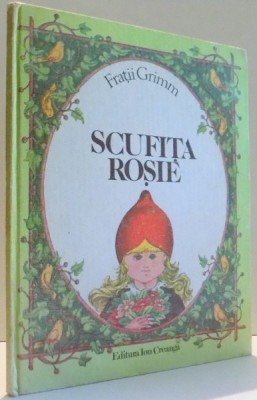 Frații Grimm
SCUFIȚA
ROȘIE
Editura Ion Creangă